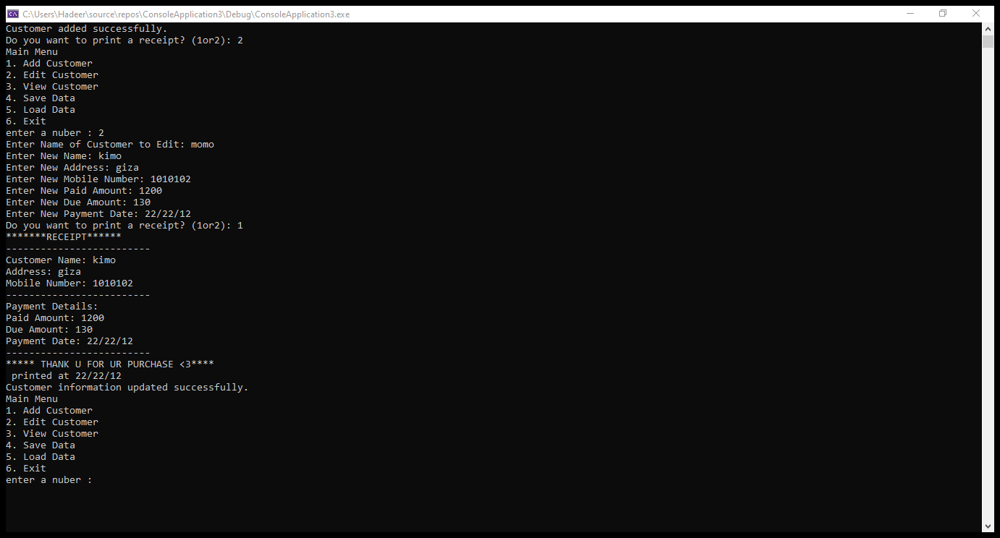 C:\Users\Hadeer\source\repos\ConsoleApplication3\Debug\ConsoleApplication3.exe
Customer added successfully.
Do you want to print a receipt? (1or2): 2
Main Menu
1. Add Customer
2. Edit Customer
3. View Customer
4. Save Data
5. Load Data
6. Exit
enter a nuber : 2
Enter Name of Customer to Edit: momo
Enter New Name: kimo
Enter New Address: giza
Enter New Mobile Number: 1010102
Enter New Paid Amount: 1200
Enter New Due Amount: 130
Enter New Payment Date: 22/22/12
Do you want to print a receipt? (1or2): 1
*******RECEIPT******
-------------------------
Customer Name: kimo
Address: giza
Mobile Number: 1010102
-------------------------
Payment Details:
Paid Amount: 1200
Due Amount: 130
Payment Date: 22/22/12
-------------------------
***** THANK U FOR UR PURCHASE <3****
 printed at 22/22/12
Customer information updated successfully.
Main Menu
1. Add Customer
2. Edit Customer
3. View Customer
4. Save Data
5. Load Data
6. Exit
enter a nuber :